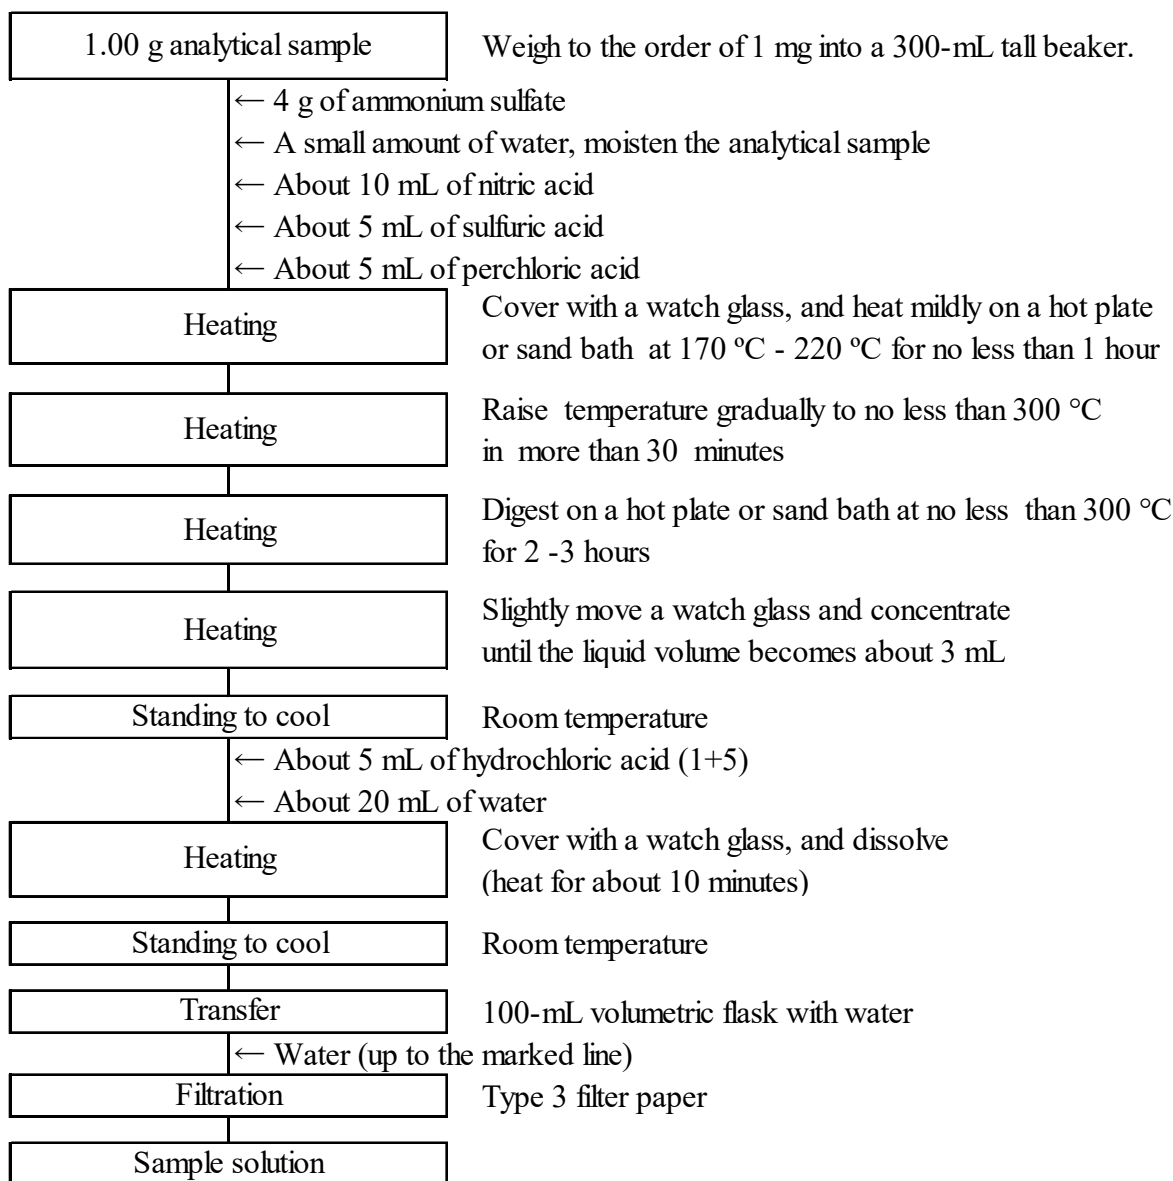 1.00 g analytical sample
Weigh to the order of 1 mg into a 300-mL tall beaker.
← 4 g of ammonium sulfate
← A small amount of water, moisten the analytical sample
← About 10 mL of nitric acid
← About 5 mL of sulfuric acid
← About 5 mL of perchloric acid
Heating
Cover with a watch glass, and heat mildly on a hot plate
or sand bath at 170 ºC - 220 ºC for no less than 1 hour
Heating
Raise temperature gradually to no less than 300 °C
in more than 30 minutes
Heating
Digest on a hot plate or sand bath at no less than 300 °C
for 2 -3 hours
Heating
Slightly move a watch glass and concentrate
until the liquid volume becomes about 3 mL
Standing to cool
Room temperature
← About 5 mL of hydrochloric acid (1+5)
← About 20 mL of water
Heating
Cover with a watch glass, and dissolve
(heat for about 10 minutes)
Standing to cool
Room temperature
Transfer
100-mL volumetric flask with water
← Water (up to the marked line)
Filtration
Type 3 filter paper
Sample solution